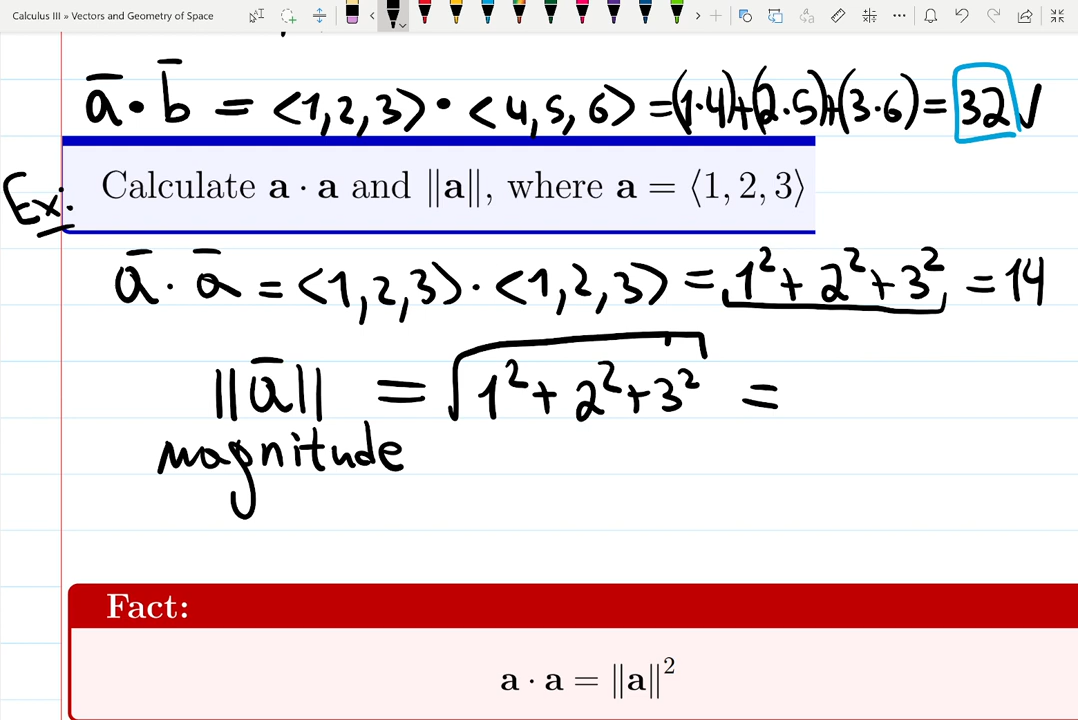 Calculus III » Vectors and Geometry of Space
a̅ · b̅ = <1,2,3> · <4,5,6> = (1·4)+(2·5)+(3·6) = 32 √
Ex: Calculate a · a and ‖a‖, where a = ⟨1, 2, 3⟩
a̅ · a̅ = <1,2,3> · <1,2,3> = 1² + 2² + 3² = 14
‖a̅‖ = √(1² + 2² + 3²) =
magnitude
Fact:
a · a = ‖a‖²